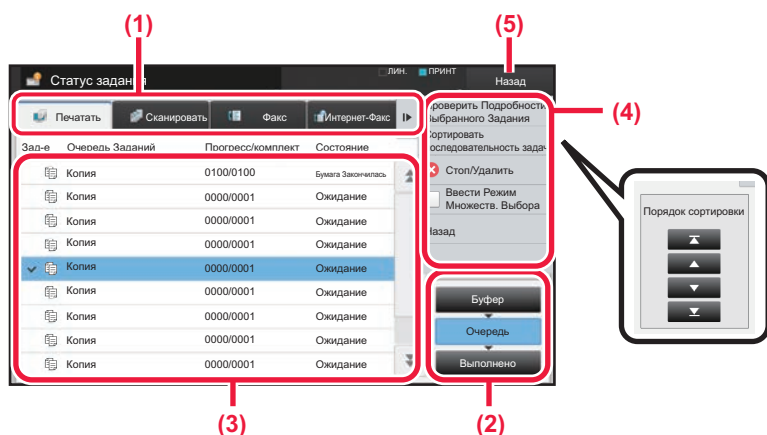 (1)
(5)
Статус задания
ЛИН.
ПРИНТ
Назад
Печатать
Сканировать
Факс
Интернет-Факс
Проверить Подробности
Выбранного Задания
(4)
Сортировать
последовательность задач
Зад-е Очередь Заданий Прогресс/комплект Состояние
Копия 0100/0100 Бумага Закончилась
Стоп/Удалить
Копия 0000/0001 Ожидание
Ввести Режим
Множеств. Выбора
Копия 0000/0001 Ожидание
Назад
Копия 0000/0001 Ожидание
Копия 0000/0001 Ожидание
Копия 0000/0001 Ожидание
Копия 0000/0001 Ожидание
Копия 0000/0001 Ожидание
Копия 0000/0001 Ожидание
Порядок сортировки
Буфер
Очередь
Выполнено
(3)
(2)